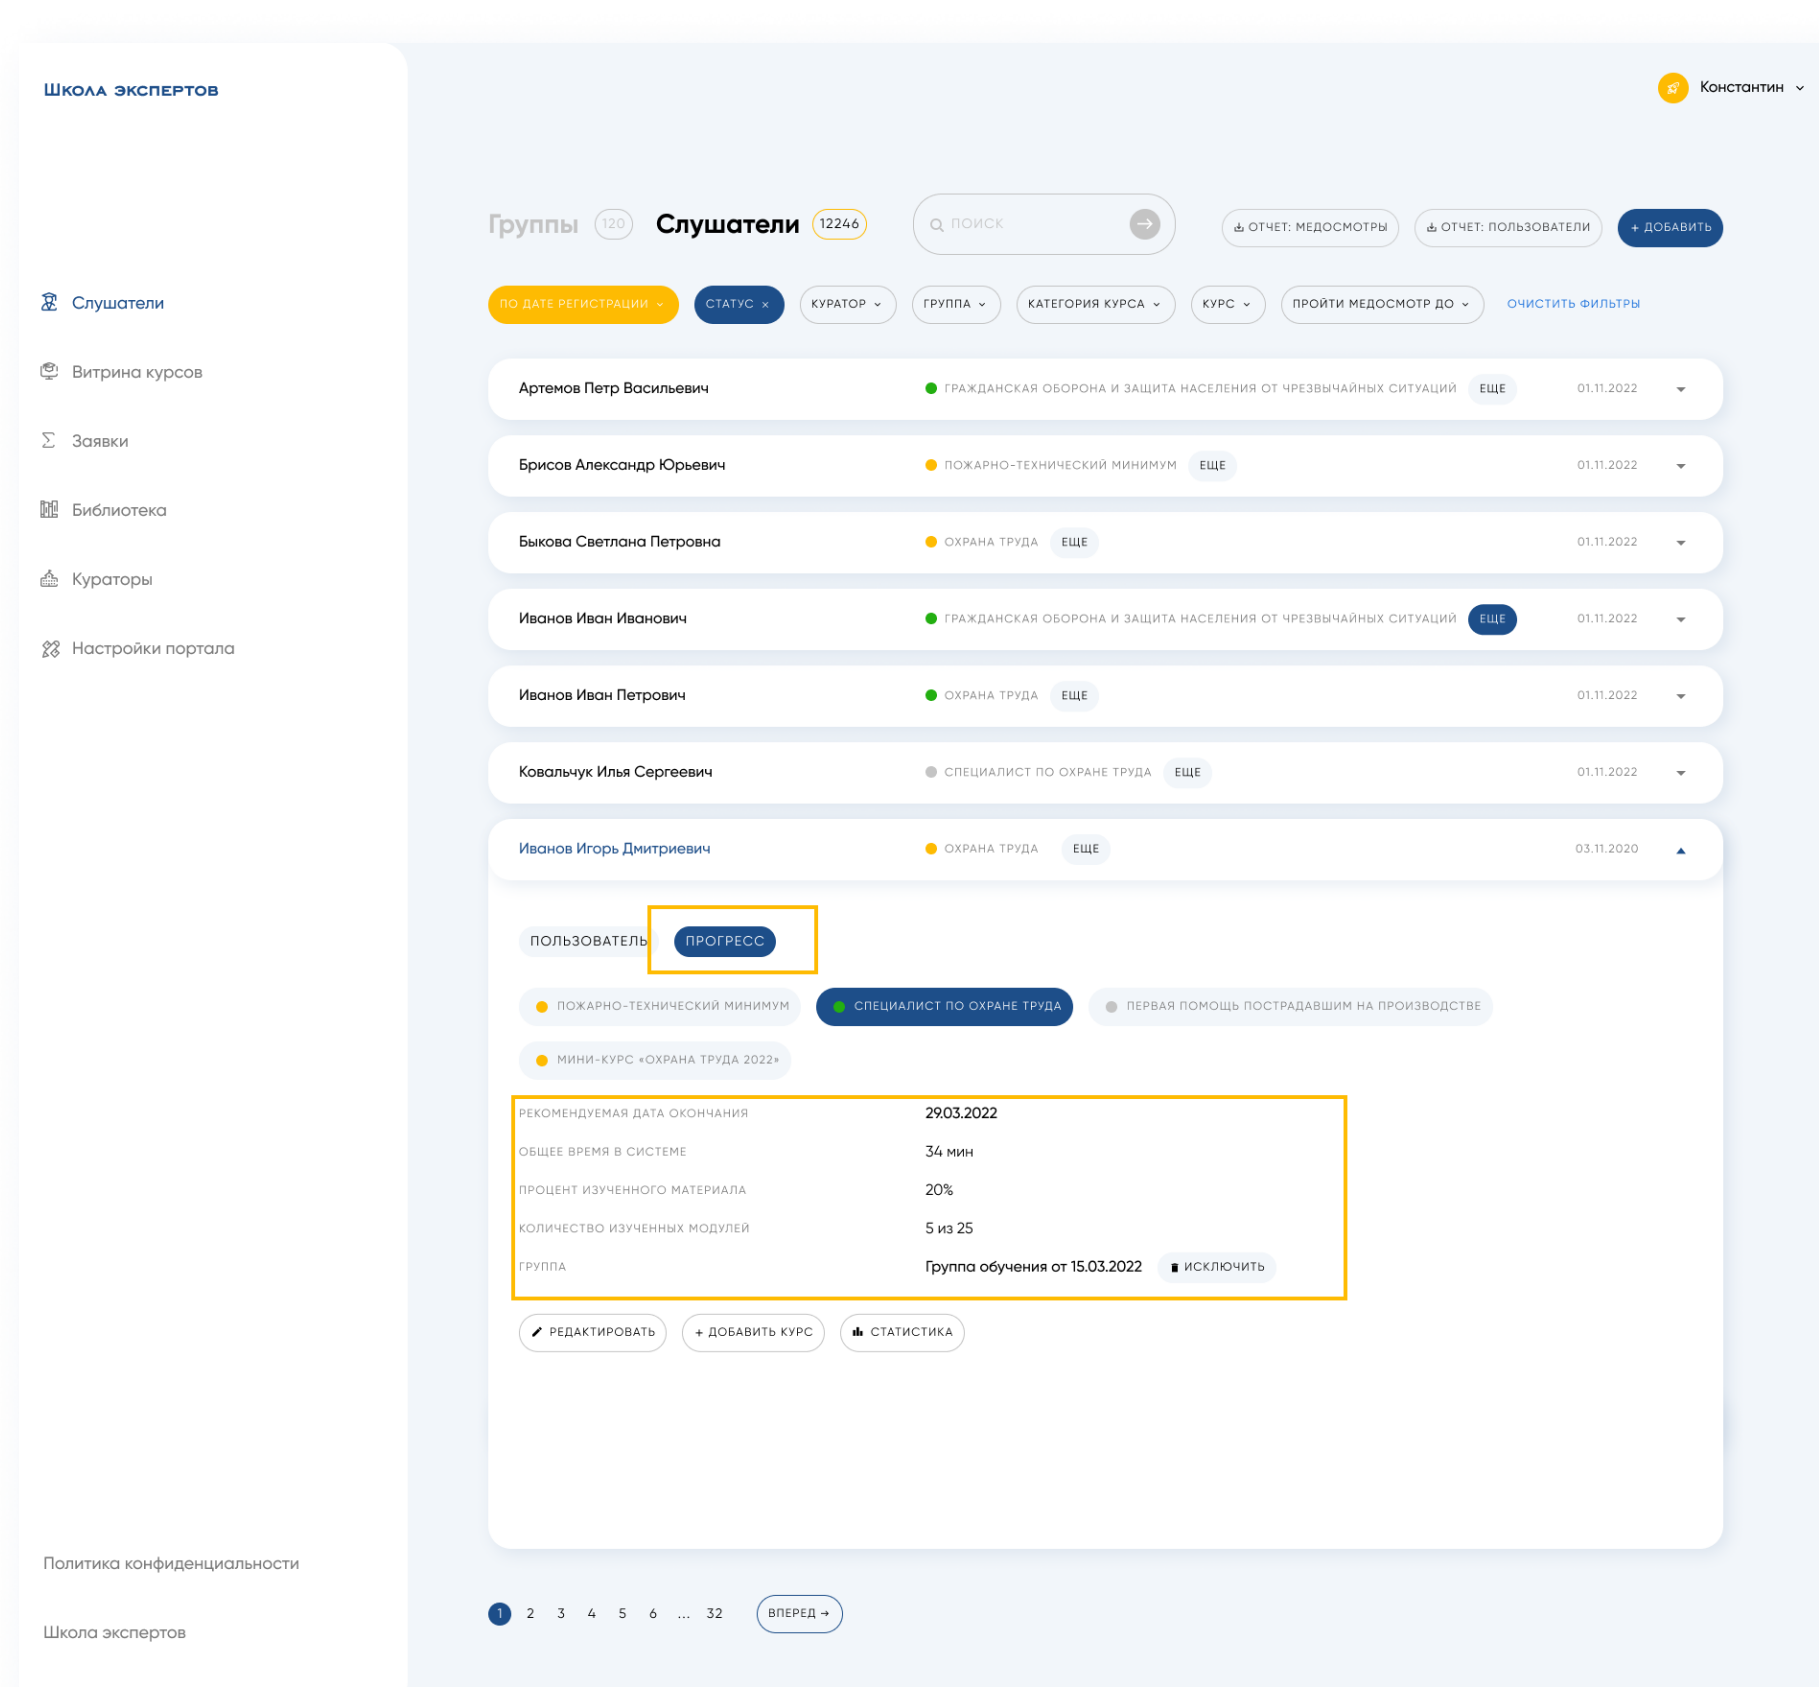 Школа экспертов
Константин
Группы 120 Слушатели 12246 ПОИСК ОТЧЕТ: МЕДОСМОТРЫ ОТЧЕТ: ПОЛЬЗОВАТЕЛИ + ДОБАВИТЬ
ПО ДАТЕ РЕГИСТРАЦИИ СТАТУС × КУРАТОР ГРУППА КАТЕГОРИЯ КУРСА КУРС ПРОЙТИ МЕДОСМОТР ДО ОЧИСТИТЬ ФИЛЬТРЫ
Слушатели
Витрина курсов
Заявки
Библиотека
Кураторы
Настройки портала
Артемов Петр Васильевич ГРАЖДАНСКАЯ ОБОРОНА И ЗАЩИТА НАСЕЛЕНИЯ ОТ ЧРЕЗВЫЧАЙНЫХ СИТУАЦИЙ ЕЩЕ 01.11.2022
Брисов Александр Юрьевич ПОЖАРНО-ТЕХНИЧЕСКИЙ МИНИМУМ ЕЩЕ 01.11.2022
Быкова Светлана Петровна ОХРАНА ТРУДА ЕЩЕ 01.11.2022
Иванов Иван Иванович ГРАЖДАНСКАЯ ОБОРОНА И ЗАЩИТА НАСЕЛЕНИЯ ОТ ЧРЕЗВЫЧАЙНЫХ СИТУАЦИЙ ЕЩЕ 01.11.2022
Иванов Иван Петрович ОХРАНА ТРУДА ЕЩЕ 01.11.2022
Ковальчук Илья Сергеевич СПЕЦИАЛИСТ ПО ОХРАНЕ ТРУДА ЕЩЕ 01.11.2022
Иванов Игорь Дмитриевич ОХРАНА ТРУДА ЕЩЕ 03.11.2020
ПОЛЬЗОВАТЕЛЬ ПРОГРЕСС
ПОЖАРНО-ТЕХНИЧЕСКИЙ МИНИМУМ СПЕЦИАЛИСТ ПО ОХРАНЕ ТРУДА ПЕРВАЯ ПОМОЩЬ ПОСТРАДАВШИМ НА ПРОИЗВОДСТВЕ
МИНИ-КУРС «ОХРАНА ТРУДА 2022»
РЕКОМЕНДУЕМАЯ ДАТА ОКОНЧАНИЯ 29.03.2022
ОБЩЕЕ ВРЕМЯ В СИСТЕМЕ 34 мин
ПРОЦЕНТ ИЗУЧЕННОГО МАТЕРИАЛА 20%
КОЛИЧЕСТВО ИЗУЧЕННЫХ МОДУЛЕЙ 5 из 25
ГРУППА Группа обучения от 15.03.2022 ИСКЛЮЧИТЬ
РЕДАКТИРОВАТЬ + ДОБАВИТЬ КУРС СТАТИСТИКА
Политика конфиденциальности
Школа экспертов
1 2 3 4 5 6 ... 32 ВПЕРЕД →